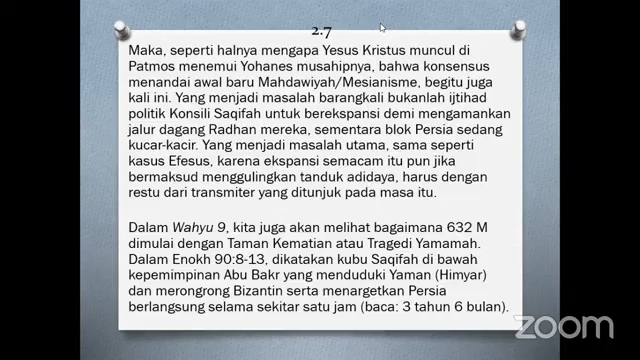 2.7
Maka, seperti halnya mengapa Yesus Kristus muncul di
Patmos menemui Yohanes musahipnya, bahwa konsensus
menandai awal baru Mahdawiyah/Mesianisme, begitu juga
kali ini. Yang menjadi masalah barangkali bukanlah ijtihad
politik Konsili Saqifah untuk berekspansi demi mengamankan
jalur dagang Radhan mereka, sementara blok Persia sedang
kucar-kacir. Yang menjadi masalah utama, sama seperti
kasus Efesus, karena ekspansi semacam itu pun jika
bermaksud menggulingkan tanduk adidaya, harus dengan
restu dari transmiter yang ditunjuk pada masa itu.
Dalam Wahyu 9, kita juga akan melihat bagaimana 632 M
dimulai dengan Taman Kematian atau Tragedi Yamamah.
Dalam Enokh 90:8-13, dikatakan kubu Saqifah di bawah
kepemimpinan Abu Bakr yang menduduki Yaman (Himyar)
dan merongrong Bizantin serta menargetkan Persia
berlangsung selama sekitar satu jam (baca: 3 tahun 6 bulan).
zoom